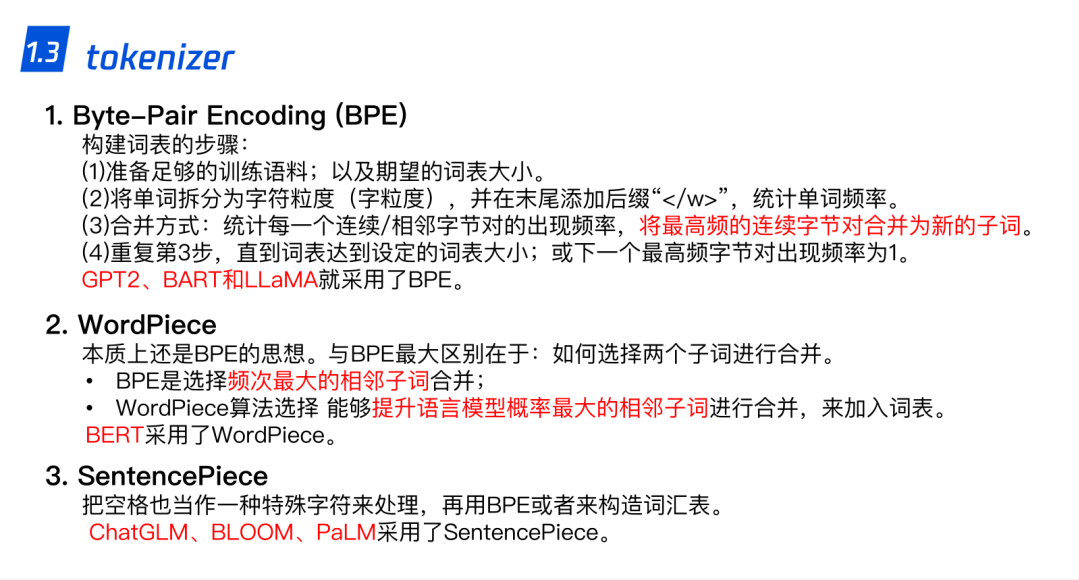 1.3 tokenizer
1. Byte-Pair Encoding (BPE)
构建词表的步骤：
(1)准备足够的训练语料；以及期望的词表大小。
(2)将单词拆分为字符粒度（字粒度），并在末尾添加后缀“</w>”，统计单词频率。
(3)合并方式：统计每一个连续/相邻字节对的出现频率，将最高频的连续字节对合并为新的子词。
(4)重复第3步，直到词表达到设定的词表大小；或下一个最高频字节对出现频率为1。
GPT2、BART和LLaMA就采用了BPE。
2. WordPiece
本质上还是BPE的思想。与BPE最大区别在于：如何选择两个子词进行合并。
• BPE是选择频次最大的相邻子词合并；
• WordPiece算法选择 能够提升语言模型概率最大的相邻子词进行合并，来加入词表。
BERT采用了WordPiece。
3. SentencePiece
把空格也当作一种特殊字符来处理，再用BPE或者来构造词汇表。
ChatGLM、BLOOM、PaLM采用了SentencePiece。